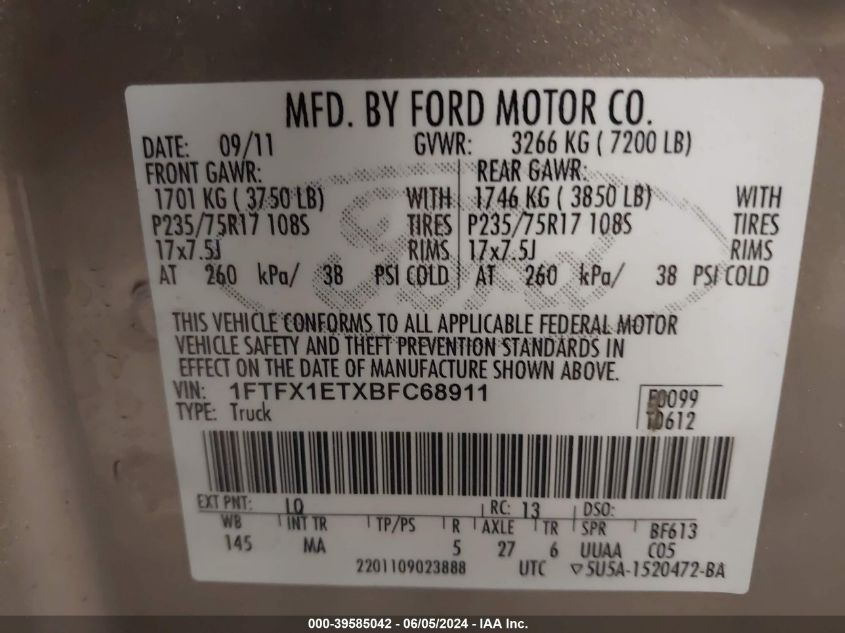 MFD. BY FORD MOTOR CO.
DATE: 09/11 GVWR: 3266 KG ( 7200 LB)
FRONT GAWR: REAR GAWR:
1701 KG ( 3750 LB) WITH 1746 KG ( 3850 LB) WITH
P235/75R17 108S TIRES P235/75R17 108S TIRES
17x7.5J RIMS 17x7.5J RIMS
AT 260 kPa/ 38 PSI COLD AT 260 kPa/ 38 PSI COLD
Ford
THIS VEHICLE CONFORMS TO ALL APPLICABLE FEDERAL MOTOR
VEHICLE SAFETY AND THEFT PREVENTION STANDARDS IN
EFFECT ON THE DATE OF MANUFACTURE SHOWN ABOVE.
VIN: 1FTFX1ETXBFC68911
TYPE: Truck
F0099
T0612
EXT PNT: LQ RC: 13 DSO:
WB INT TR TP/PS R AXLE TR SPR BF613
145 MA 5 27 6 UUAA C05
2201109023888 UTC ▽5U5A-1520472-BA
000-39585042 - 06/05/2024 - IAA Inc.